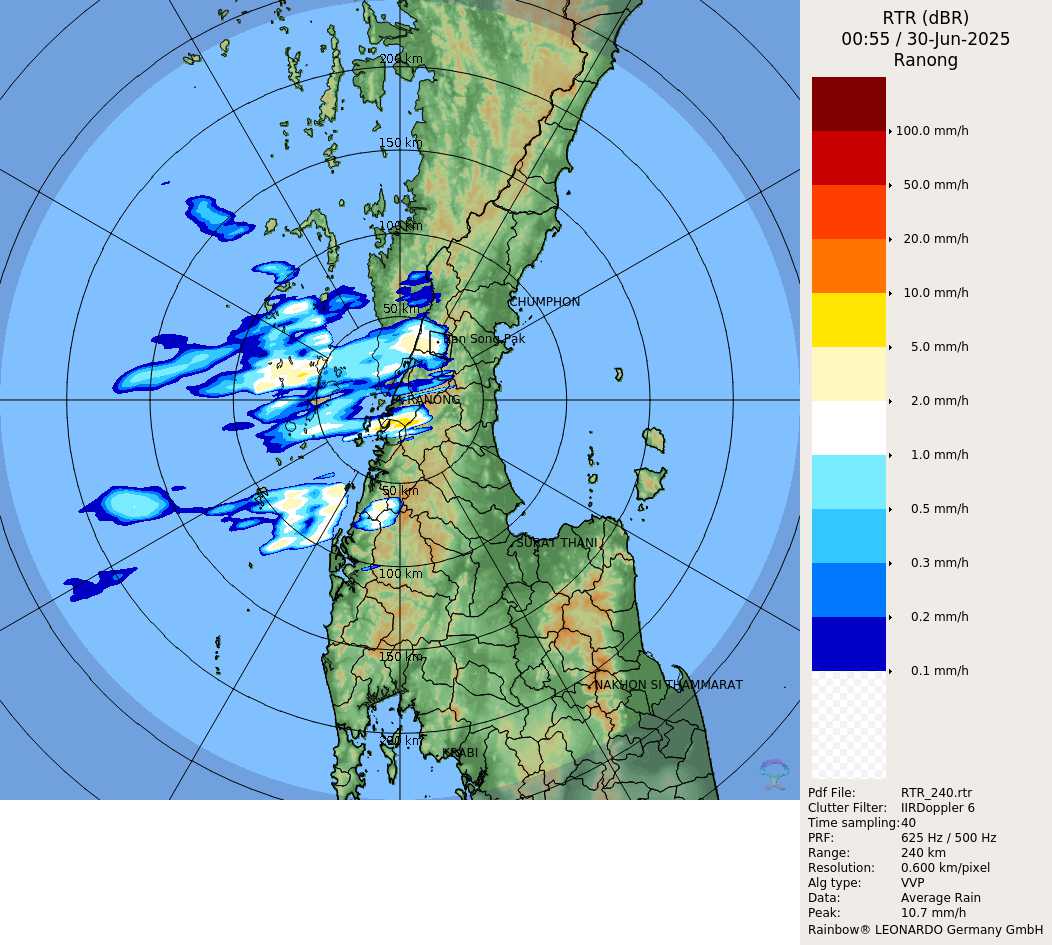 RTR (dBR)
00:55 / 30-Jun-2025
Ranong
200 km
150 km
100 km
50 km
CHUMPHON
Ban Song Pak
RANONG
50 km
SURAT THANI
100 km
150 km
NAKHON SI THAMMARAT
200 km
KRABI
100.0 mm/h
50.0 mm/h
20.0 mm/h
10.0 mm/h
5.0 mm/h
2.0 mm/h
1.0 mm/h
0.5 mm/h
0.3 mm/h
0.2 mm/h
0.1 mm/h
Pdf File: RTR_240.rtr
Clutter Filter: IIRDoppler 6
Time sampling:40
PRF: 625 Hz / 500 Hz
Range: 240 km
Resolution: 0.600 km/pixel
Alg type: VVP
Data: Average Rain
Peak: 10.7 mm/h
Rainbow® LEONARDO Germany GmbH